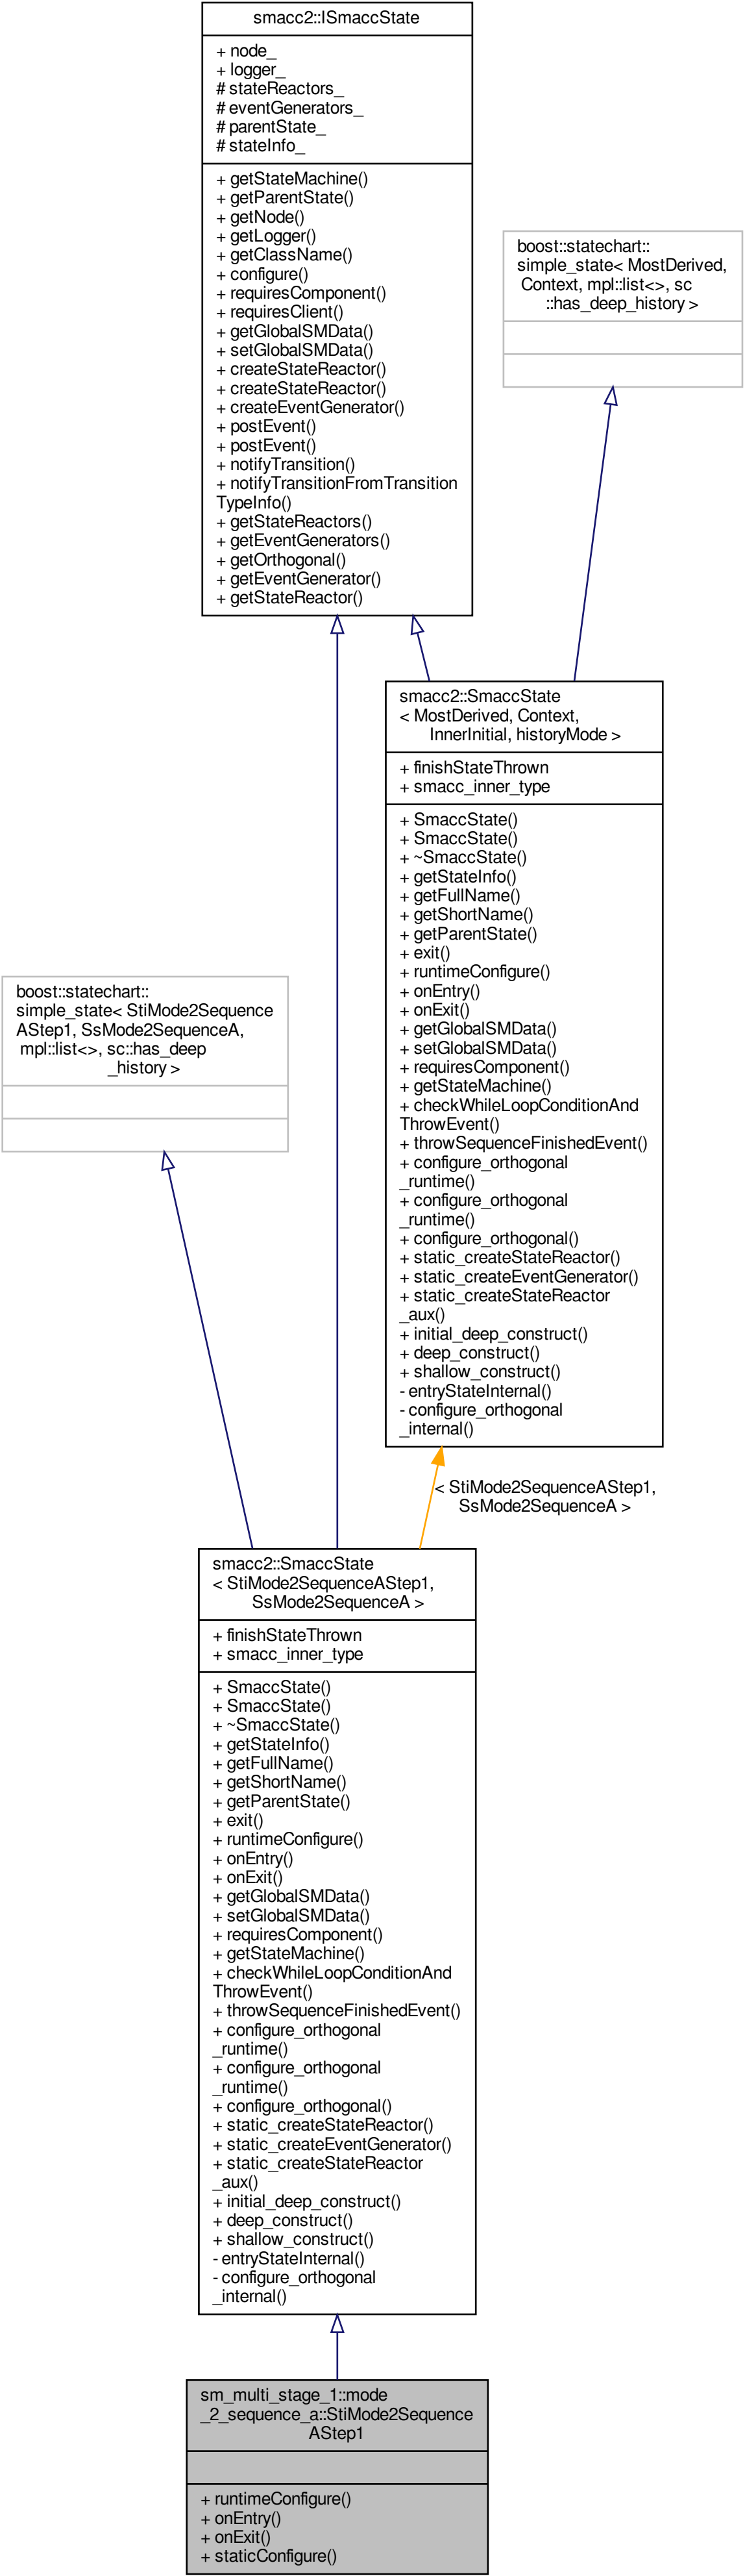 smacc2::ISmaccState
+ node_
+ logger_
# stateReactors_
# eventGenerators_
# parentState_
# stateInfo_
+ getStateMachine()
+ getParentState()
+ getNode()
+ getLogger()
+ getClassName()
+ configure()
+ requiresComponent()
+ requiresClient()
+ getGlobalSMData()
+ setGlobalSMData()
+ createStateReactor()
+ createStateReactor()
+ createEventGenerator()
+ postEvent()
+ postEvent()
+ notifyTransition()
+ notifyTransitionFromTransition
TypeInfo()
+ getStateReactors()
+ getEventGenerators()
+ getOrthogonal()
+ getEventGenerator()
+ getStateReactor()
boost::statechart::
simple_state< MostDerived,
Context, mpl::list<>, sc
::has_deep_history >
smacc2::SmaccState
< MostDerived, Context,
InnerInitial, historyMode >
+ finishStateThrown
+ smacc_inner_type
+ SmaccState()
+ SmaccState()
+ ~SmaccState()
+ getStateInfo()
+ getFullName()
+ getShortName()
+ getParentState()
+ exit()
+ runtimeConfigure()
+ onEntry()
+ onExit()
+ getGlobalSMData()
+ setGlobalSMData()
+ requiresComponent()
+ getStateMachine()
+ checkWhileLoopConditionAnd
ThrowEvent()
+ throwSequenceFinishedEvent()
+ configure_orthogonal
_runtime()
+ configure_orthogonal
_runtime()
+ configure_orthogonal()
+ static_createStateReactor()
+ static_createEventGenerator()
+ static_createStateReactor
_aux()
+ initial_deep_construct()
+ deep_construct()
+ shallow_construct()
- entryStateInternal()
- configure_orthogonal
_internal()
boost::statechart::
simple_state< StiMode2Sequence
AStep1, SsMode2SequenceA,
mpl::list<>, sc::has_deep
_history >
< StiMode2SequenceAStep1,
SsMode2SequenceA >
smacc2::SmaccState
< StiMode2SequenceAStep1,
SsMode2SequenceA >
+ finishStateThrown
+ smacc_inner_type
+ SmaccState()
+ SmaccState()
+ ~SmaccState()
+ getStateInfo()
+ getFullName()
+ getShortName()
+ getParentState()
+ exit()
+ runtimeConfigure()
+ onEntry()
+ onExit()
+ getGlobalSMData()
+ setGlobalSMData()
+ requiresComponent()
+ getStateMachine()
+ checkWhileLoopConditionAnd
ThrowEvent()
+ throwSequenceFinishedEvent()
+ configure_orthogonal
_runtime()
+ configure_orthogonal
_runtime()
+ configure_orthogonal()
+ static_createStateReactor()
+ static_createEventGenerator()
+ static_createStateReactor
_aux()
+ initial_deep_construct()
+ deep_construct()
+ shallow_construct()
- entryStateInternal()
- configure_orthogonal
_internal()
sm_multi_stage_1::mode
_2_sequence_a::StiMode2Sequence
AStep1
+ runtimeConfigure()
+ onEntry()
+ onExit()
+ staticConfigure()